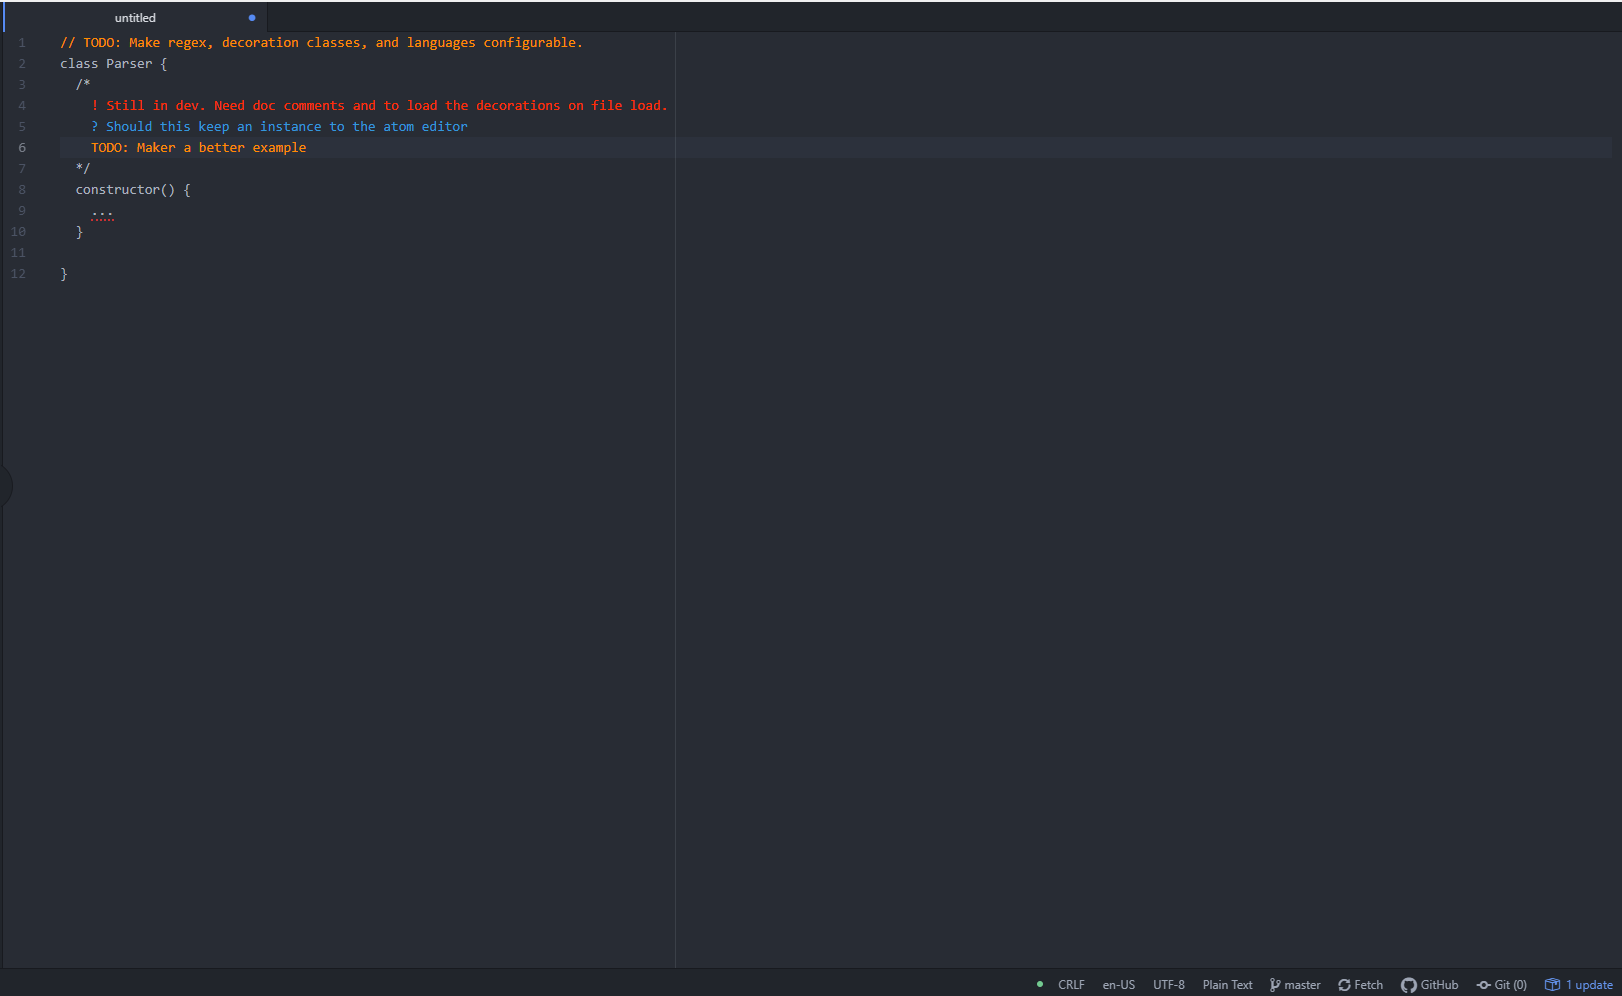 untitled
1 // TODO: Make regex, decoration classes, and languages configurable.
2 class Parser {
3 /*
4 ! Still in dev. Need doc comments and to load the decorations on file load.
5 ? Should this keep an instance to the atom editor
6 TODO: Maker a better example
7 */
8 constructor() {
9 ...
10 }
11
12 }
CRLF en-US UTF-8 Plain Text master Fetch GitHub Git (0) 1 update